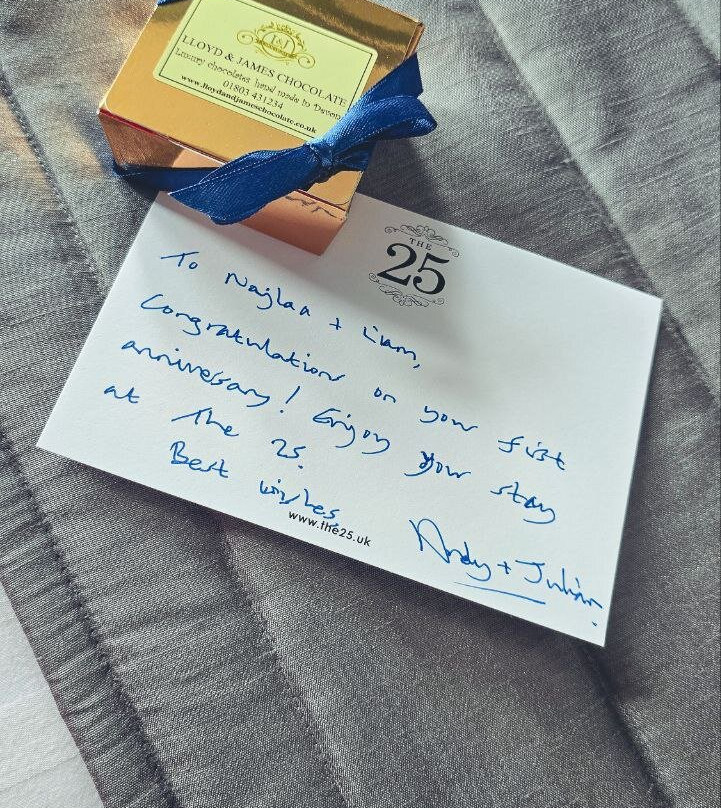 L&J
LLOYD & JAMES CHOCOLATE
Luxury chocolates hand made in Devon
01803 431234
www.lloydandjameschocolate.co.uk
THE
25
To Najlaa + Liam,
Congratulations on your first
anniversary! Enjoy your stay
at The 25.
Best wishes
Andy + Julian.
www.the25.uk